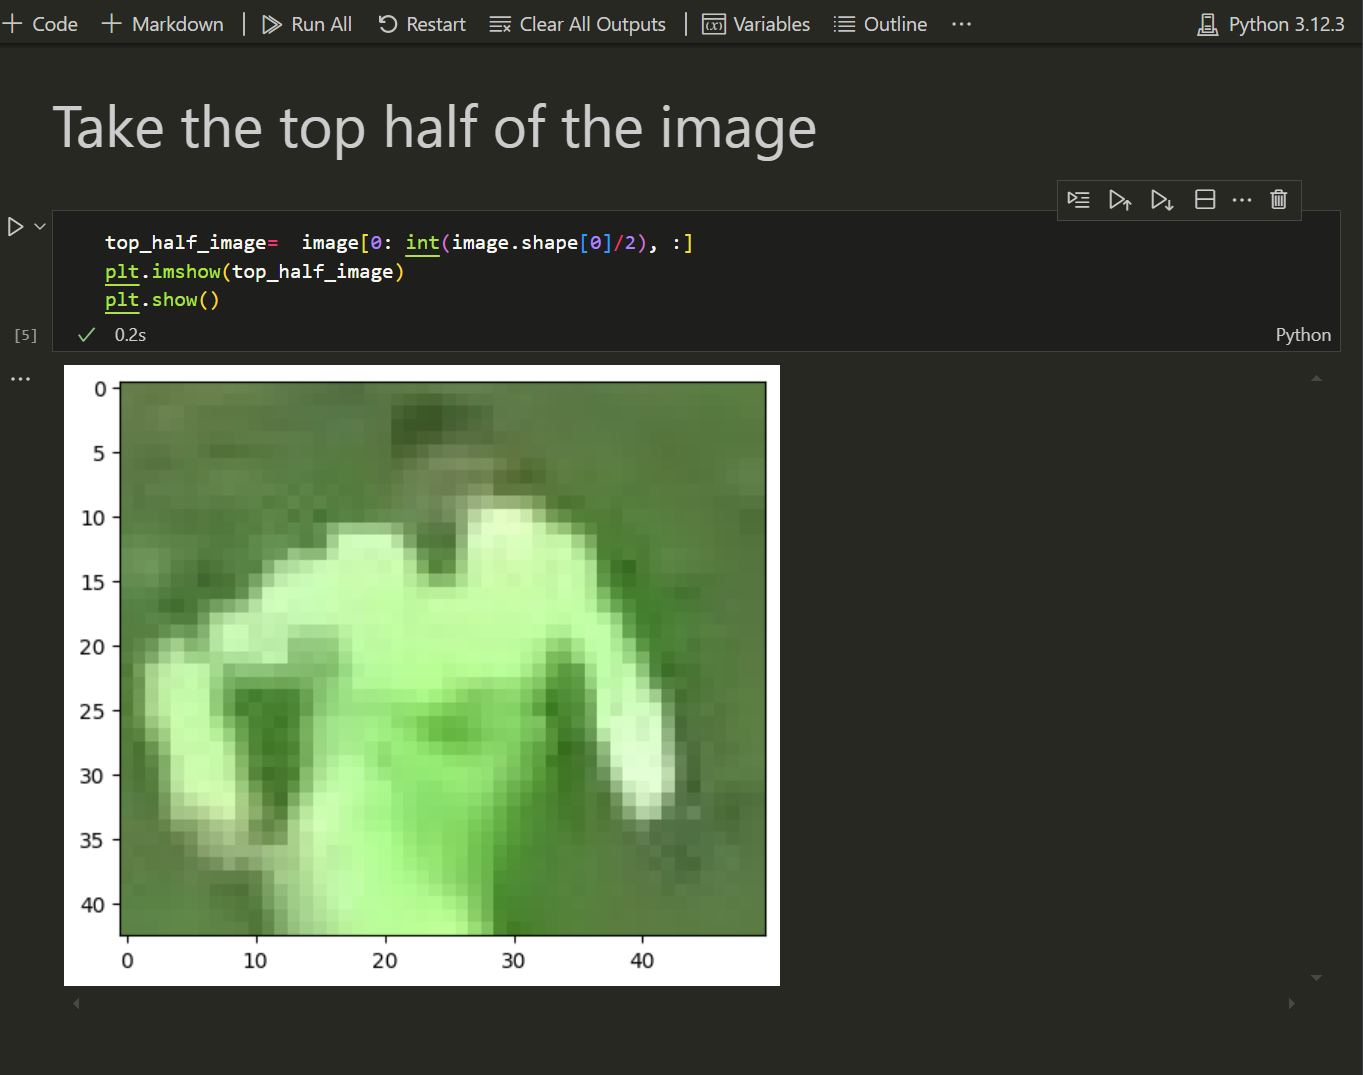 Code Markdown Run All Restart Clear All Outputs Variables Outline ... Python 3.12.3
Take the top half of the image
top_half_image=  image[0: int(image.shape[0]/2), :]
plt.imshow(top_half_image)
plt.show()
[5] 0.2s Python
0
5
10
15
20
25
30
35
40
0 10 20 30 40